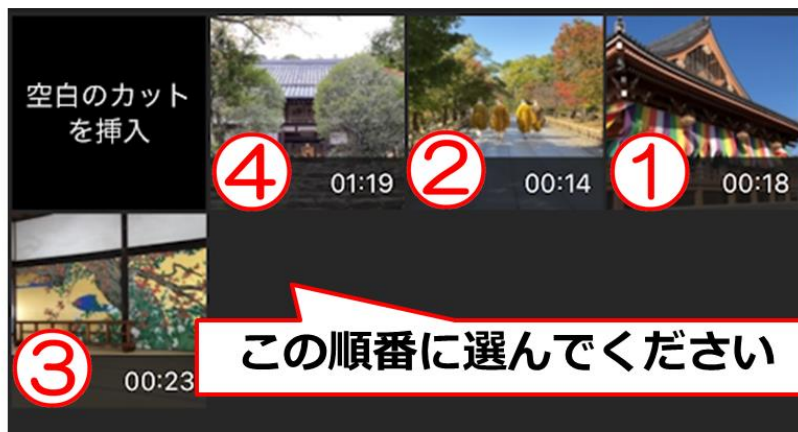 空白のカット
を挿入
④ 01:19
② 00:14
① 00:18
③ 00:23
この順番に選んでください